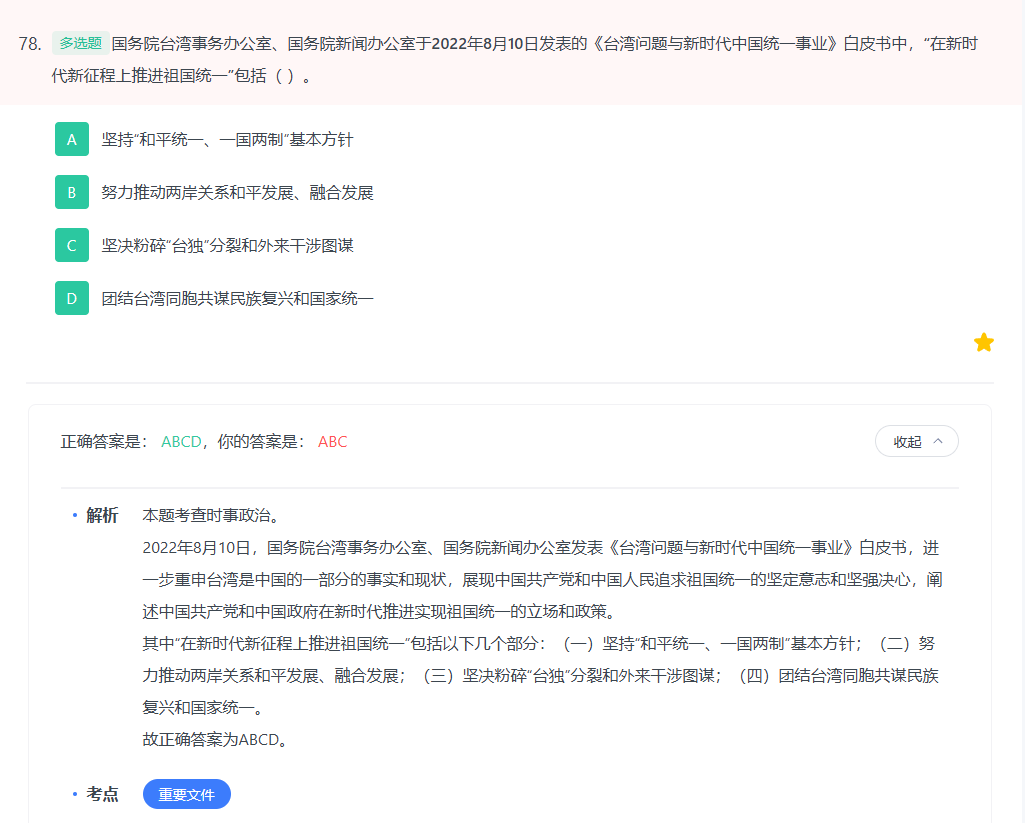 78. 多选题 国务院台湾事务办公室、国务院新闻办公室于2022年8月10日发表的《台湾问题与新时代中国统一事业》白皮书中，“在新时
代新征程上推进祖国统一”包括（ ）。
A 坚持“和平统一、一国两制”基本方针
B 努力推动两岸关系和平发展、融合发展
C 坚决粉碎“台独”分裂和外来干涉图谋
D 团结台湾同胞共谋民族复兴和国家统一
正确答案是： ABCD，你的答案是： ABC
收起
解析 本题考查时事政治。
2022年8月10日，国务院台湾事务办公室、国务院新闻办公室发表《台湾问题与新时代中国统一事业》白皮书，进
一步重申台湾是中国的一部分的事实和现状，展现中国共产党和中国人民追求祖国统一的坚定意志和坚强决心，阐
述中国共产党和中国政府在新时代推进实现祖国统一的立场和政策。
其中“在新时代新征程上推进祖国统一”包括以下几个部分：（一）坚持“和平统一、一国两制”基本方针；（二）努
力推动两岸关系和平发展、融合发展；（三）坚决粉碎“台独”分裂和外来干涉图谋；（四）团结台湾同胞共谋民族
复兴和国家统一。
故正确答案为ABCD。
考点 重要文件